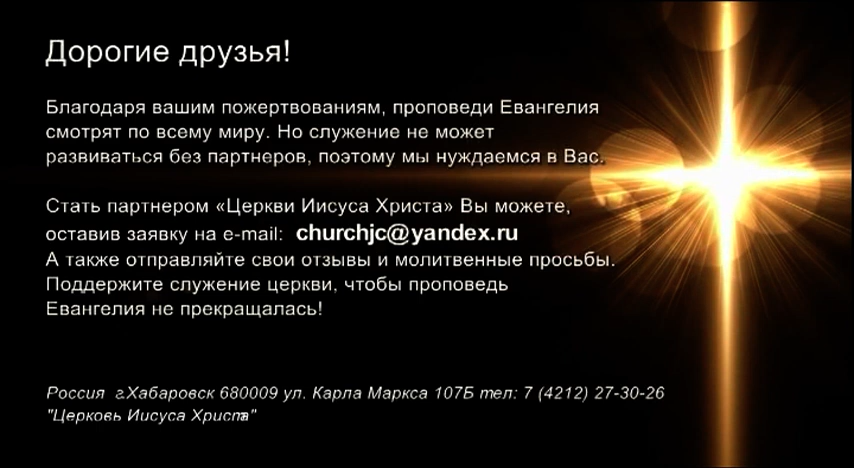 Дорогие друзья!
Благодаря вашим пожертвованиям, проповеди Евангелия
смотрят по всему миру. Но служение не может
развиваться без партнеров, поэтому мы нуждаемся в Вас.
Стать партнером «Церкви Иисуса Христа» Вы можете,
оставив заявку на e-mail: churchjc@yandex.ru
А также отправляйте свои отзывы и молитвенные просьбы.
Поддержите служение церкви, чтобы проповедь
Евангелия не прекращалась!
Россия г.Хабаровск 680009 ул. Карла Маркса 107Б тел: 7 (4212) 27-30-26
"Церковь Иисуса Христа"